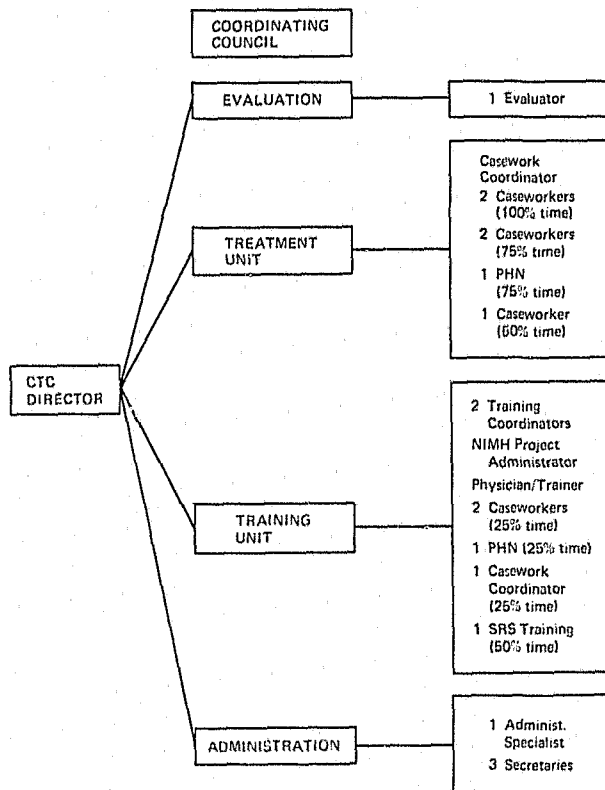 COORDINATING
COUNCIL
EVALUATION
1 Evaluator
Casework
Coordinator
2 Caseworkers
(100% time)
2 Caseworkers
(75% time)
1 PHN
(75% time)
1 Caseworker
(50% time)
TREATMENT
UNIT
CTC
DIRECTOR
2 Training
Coordinators
NIMH Project
Administrator
Physician/Trainer
2 Caseworkers
(25% time)
1 PHN (25% time)
1 Casework
Coordinator
(25% time)
1 SRS Training
(50% time)
TRAINING
UNIT
ADMINISTRATION
1 Administ.
Specialist
3 Secretaries